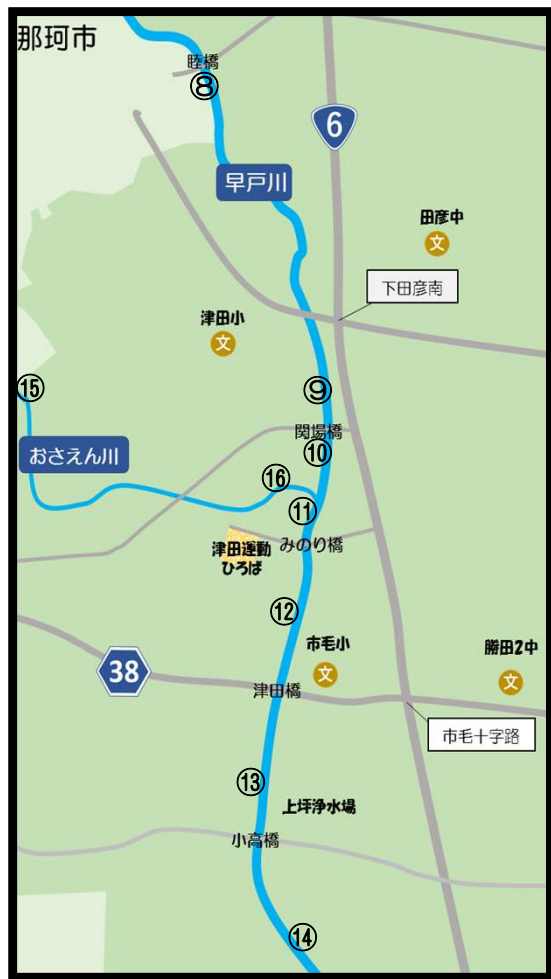 那珂市
睦橋
⑧
6
早戸川
田彦中
文
下田彦南
津田小
文
⑮
⑨
関場橋
⑩
おさえん川
⑯
⑪
津田運動
ひろば
みのり橋
⑫
市毛小
文
勝田2中
文
38
津田橋
市毛十字路
⑬
上坪浄水場
小高橋
⑭